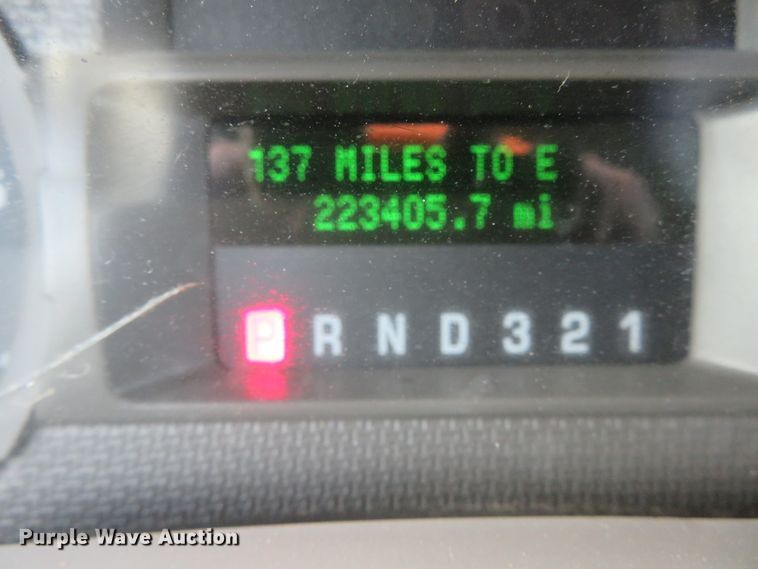 137 MILES TO E
223405.7 mi
P R N D 3 2 1
Purple Wave Auction